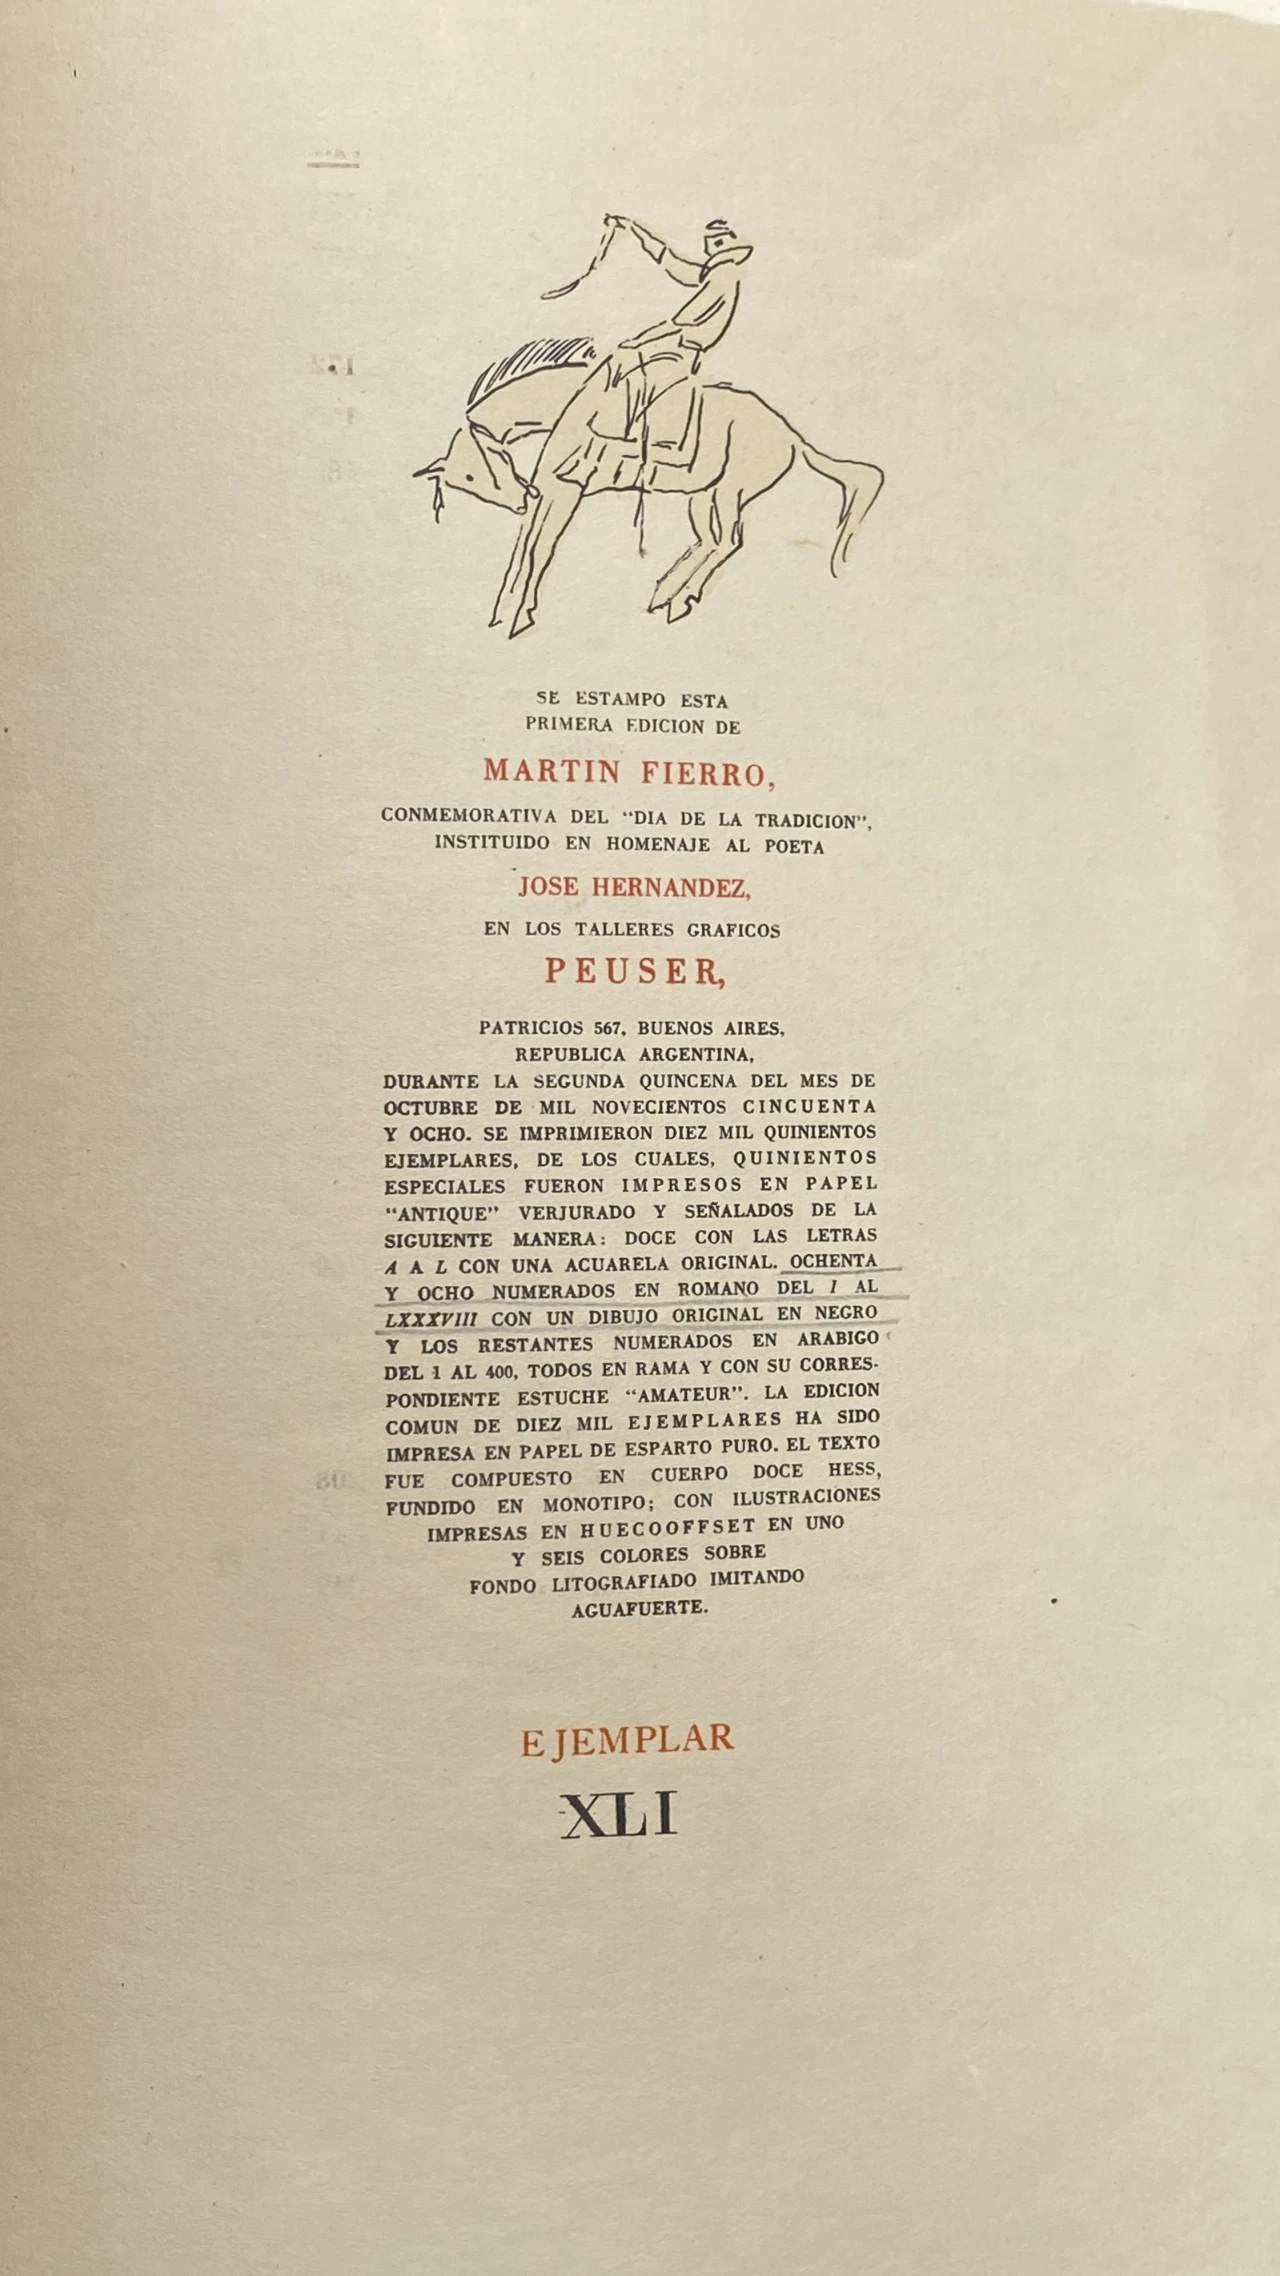 SE ESTAMPO ESTA
PRIMERA EDICION DE
MARTIN FIERRO,
CONMEMORATIVA DEL "DIA DE LA TRADICION",
INSTITUIDO EN HOMENAJE AL POETA
JOSE HERNANDEZ,
EN LOS TALLERES GRAFICOS
PEUSER,
PATRICIOS 567, BUENOS AIRES,
REPUBLICA ARGENTINA,
DURANTE LA SEGUNDA QUINCENA DEL MES DE
OCTUBRE DE MIL NOVECIENTOS CINCUENTA
Y OCHO. SE IMPRIMIERON DIEZ MIL QUINIENTOS
EJEMPLARES, DE LOS CUALES, QUINIENTOS
ESPECIALES FUERON IMPRESOS EN PAPEL
"ANTIQUE" VERJURADO Y SEÑALADOS DE LA
SIGUIENTE MANERA: DOCE CON LAS LETRAS
A A L CON UNA ACUARELA ORIGINAL. OCHENTA
Y OCHO NUMERADOS EN ROMANO DEL I AL
LXXXVIII CON UN DIBUJO ORIGINAL EN NEGRO
Y LOS RESTANTES NUMERADOS EN ARABIGO
DEL 1 AL 400, TODOS EN RAMA Y CON SU CORRES-
PONDIENTE ESTUCHE "AMATEUR". LA EDICION
COMUN DE DIEZ MIL EJEMPLARES HA SIDO
IMPRESA EN PAPEL DE ESPARTO PURO. EL TEXTO
FUE COMPUESTO EN CUERPO DOCE HESS,
FUNDIDO EN MONOTIPO; CON ILUSTRACIONES
IMPRESAS EN HUECOOFFSET EN UNO
Y SEIS COLORES SOBRE
FONDO LITOGRAFIADO IMITANDO
AGUAFUERTE.
EJEMPLAR
XLI